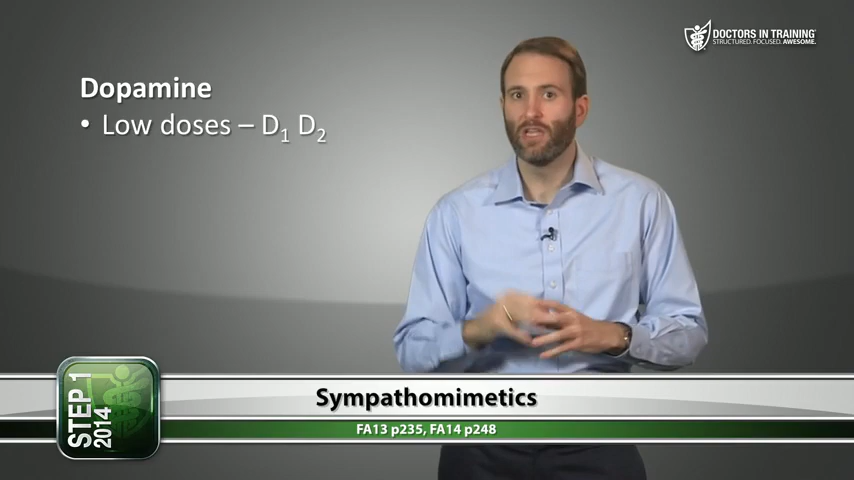 DOCTORS IN TRAINING
STRUCTURED. FOCUSED. AWESOME.
Dopamine
• Low doses – D₁ D₂
STEP 1
2014
Sympathomimetics
FA13 p235, FA14 p248